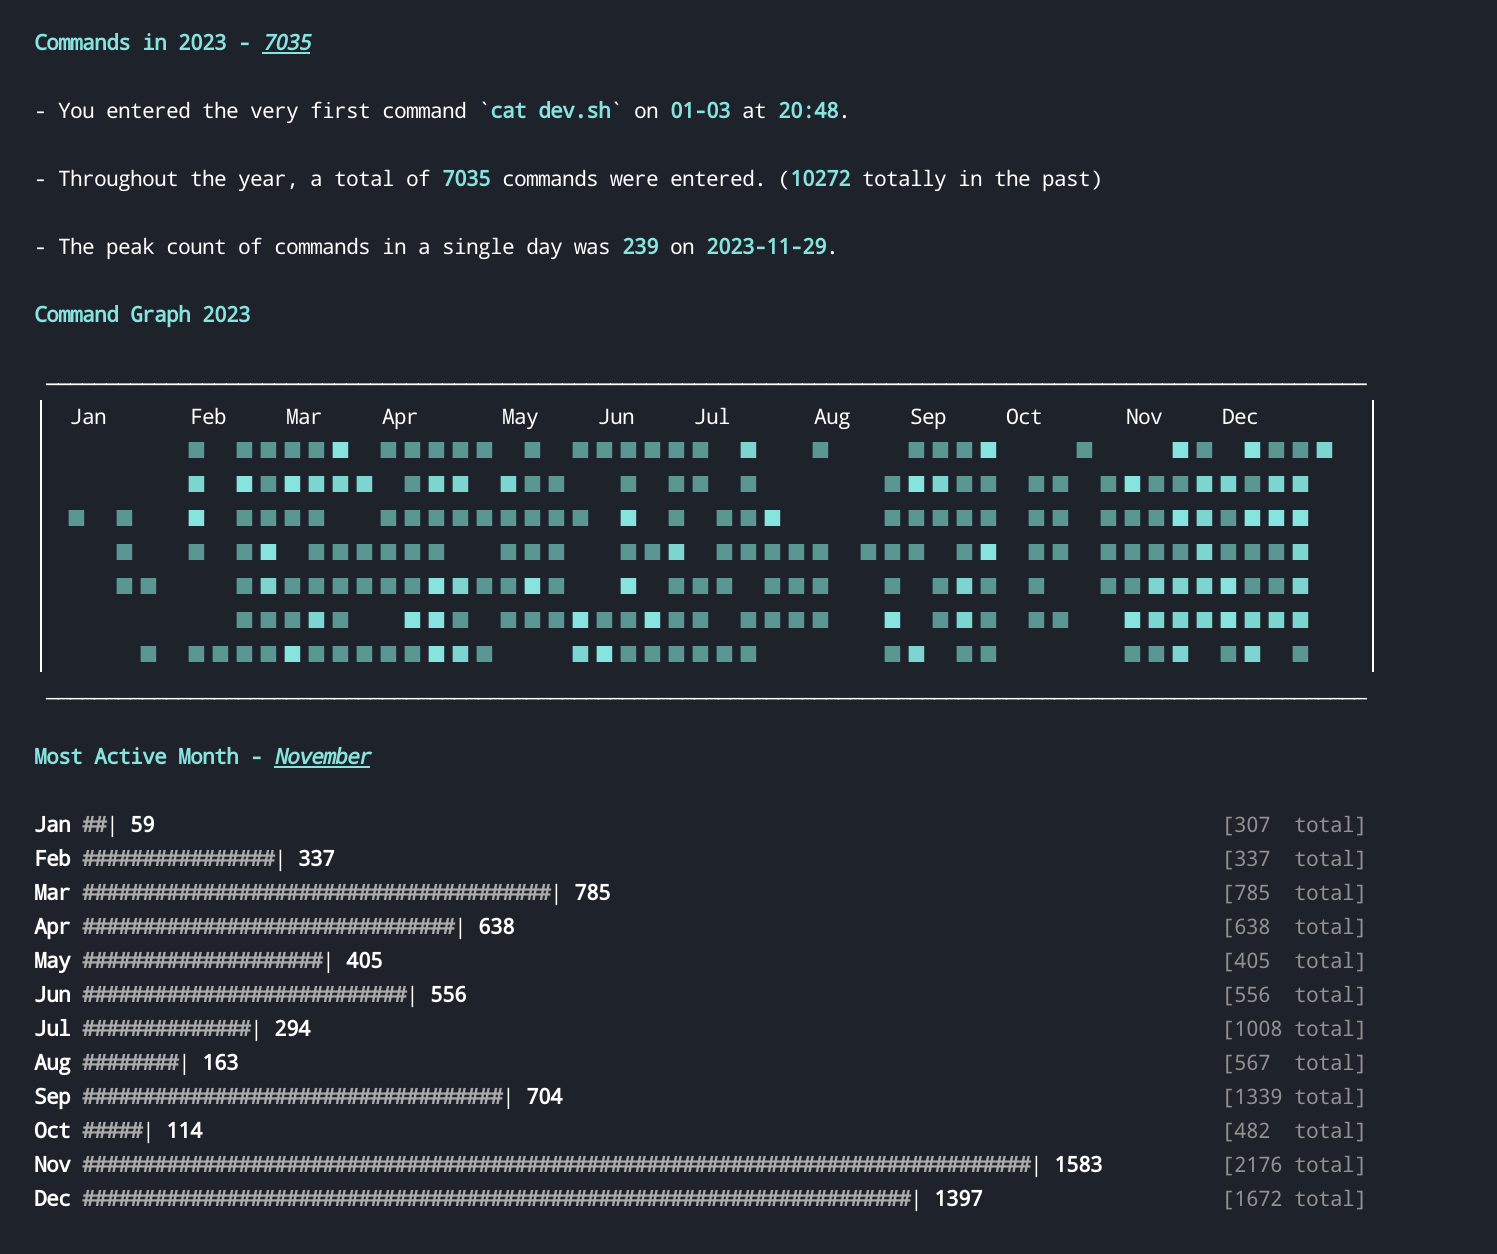 Commands in 2023 - 7035
- You entered the very first command `cat dev.sh` on 01-03 at 20:48.
- Throughout the year, a total of 7035 commands were entered. (10272 totally in the past)
- The peak count of commands in a single day was 239 on 2023-11-29.
Command Graph 2023
Jan Feb Mar Apr May Jun Jul Aug Sep Oct Nov Dec
Most Active Month - November
Jan ##| 59 [307  total]
Feb ################| 337 [337  total]
Mar #######################################| 785 [785  total]
Apr ###############################| 638 [638  total]
May ####################| 405 [405  total]
Jun ###########################| 556 [556  total]
Jul ##############| 294 [1008 total]
Aug ########| 163 [567  total]
Sep ###################################| 704 [1339 total]
Oct #####| 114 [482  total]
Nov ###############################################################################| 1583 [2176 total]
Dec #####################################################################| 1397 [1672 total]